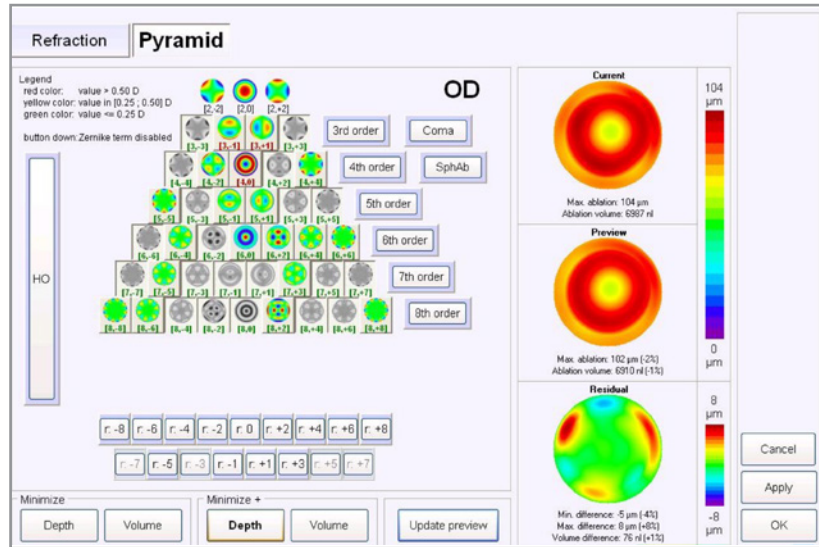 Refraction
Pyramid
Legend
red color: value > 0.50 D
yellow color: value in [0.25 ; 0.50] D
green color: value <= 0.25 D
button down: Zernike term disabled
OD
[2,-2] [2,0] [2,+2]
[3,-3] [3,-1] [3,+1] [3,+3]
3rd order
Coma
[4,-4] [4,-2] [4,0] [4,+2] [4,+4]
4th order
SphAb
[5,-5] [5,-3] [5,-1] [5,+1] [5,+3] [5,+5]
5th order
[6,-6] [6,-4] [6,-2] [6,0] [6,+2] [6,+4] [6,+6]
6th order
[7,-7] [7,-5] [7,-3] [7,-1] [7,+1] [7,+3] [7,+5] [7,+7]
7th order
[8,-8] [8,-6] [8,-4] [8,-2] [8,0] [8,+2] [8,+4] [8,+6] [8,+8]
8th order
HO
r: -8 r: -6 r: -4 r: -2 r: 0 r: +2 r: +4 r: +6 r: +8
r: -7 r: -5 r: -3 r: -1 r: +1 r: +3 r: +5 r: +7
Minimize
Depth
Volume
Minimize +
Depth
Volume
Update preview
Current
Max. ablation: 104 µm
Ablation volume: 6987 nl
Preview
Max. ablation: 102 µm (-2%)
Ablation volume: 6910 nl (-1%)
104
µm
0
µm
Residual
Min. difference: -5 µm (-4%)
Max. difference: 8 µm (+8%)
Volume difference: 76 nl (+1%)
8
µm
-8
µm
Cancel
Apply
OK